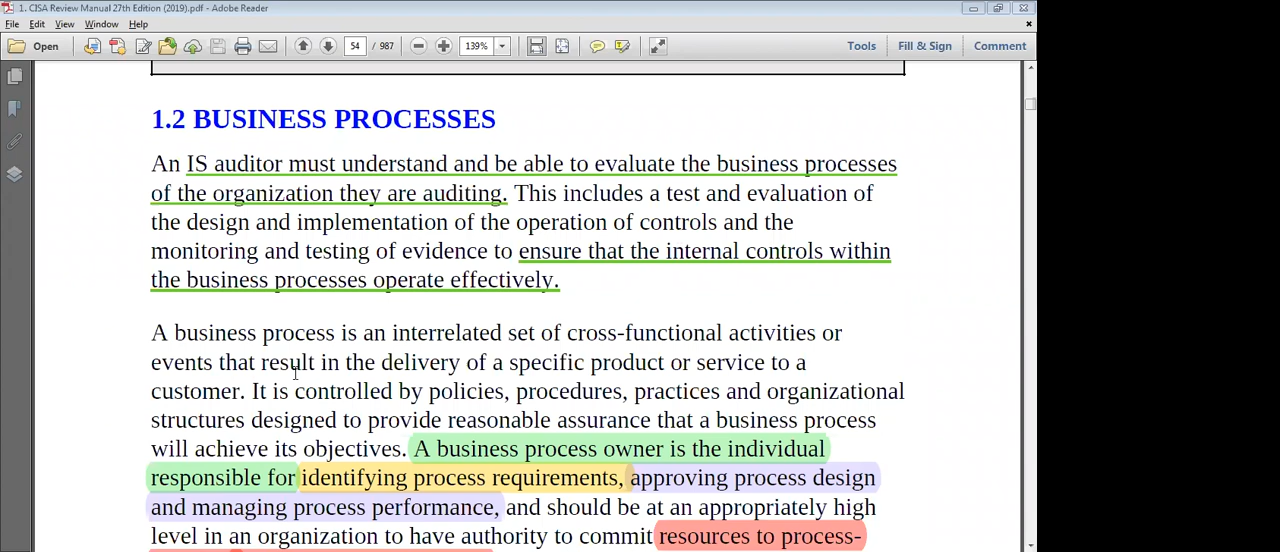 1. CISA Review Manual 27th Edition (2019).pdf - Adobe Reader
File Edit View Window Help
Open 54 / 987 139% Tools Fill & Sign Comment
1.2 BUSINESS PROCESSES
An IS auditor must understand and be able to evaluate the business processes
of the organization they are auditing. This includes a test and evaluation of
the design and implementation of the operation of controls and the
monitoring and testing of evidence to ensure that the internal controls within
the business processes operate effectively.
A business process is an interrelated set of cross-functional activities or
events that result in the delivery of a specific product or service to a
customer. It is controlled by policies, procedures, practices and organizational
structures designed to provide reasonable assurance that a business process
will achieve its objectives. A business process owner is the individual
responsible for identifying process requirements, approving process design
and managing process performance, and should be at an appropriately high
level in an organization to have authority to commit resources to process-